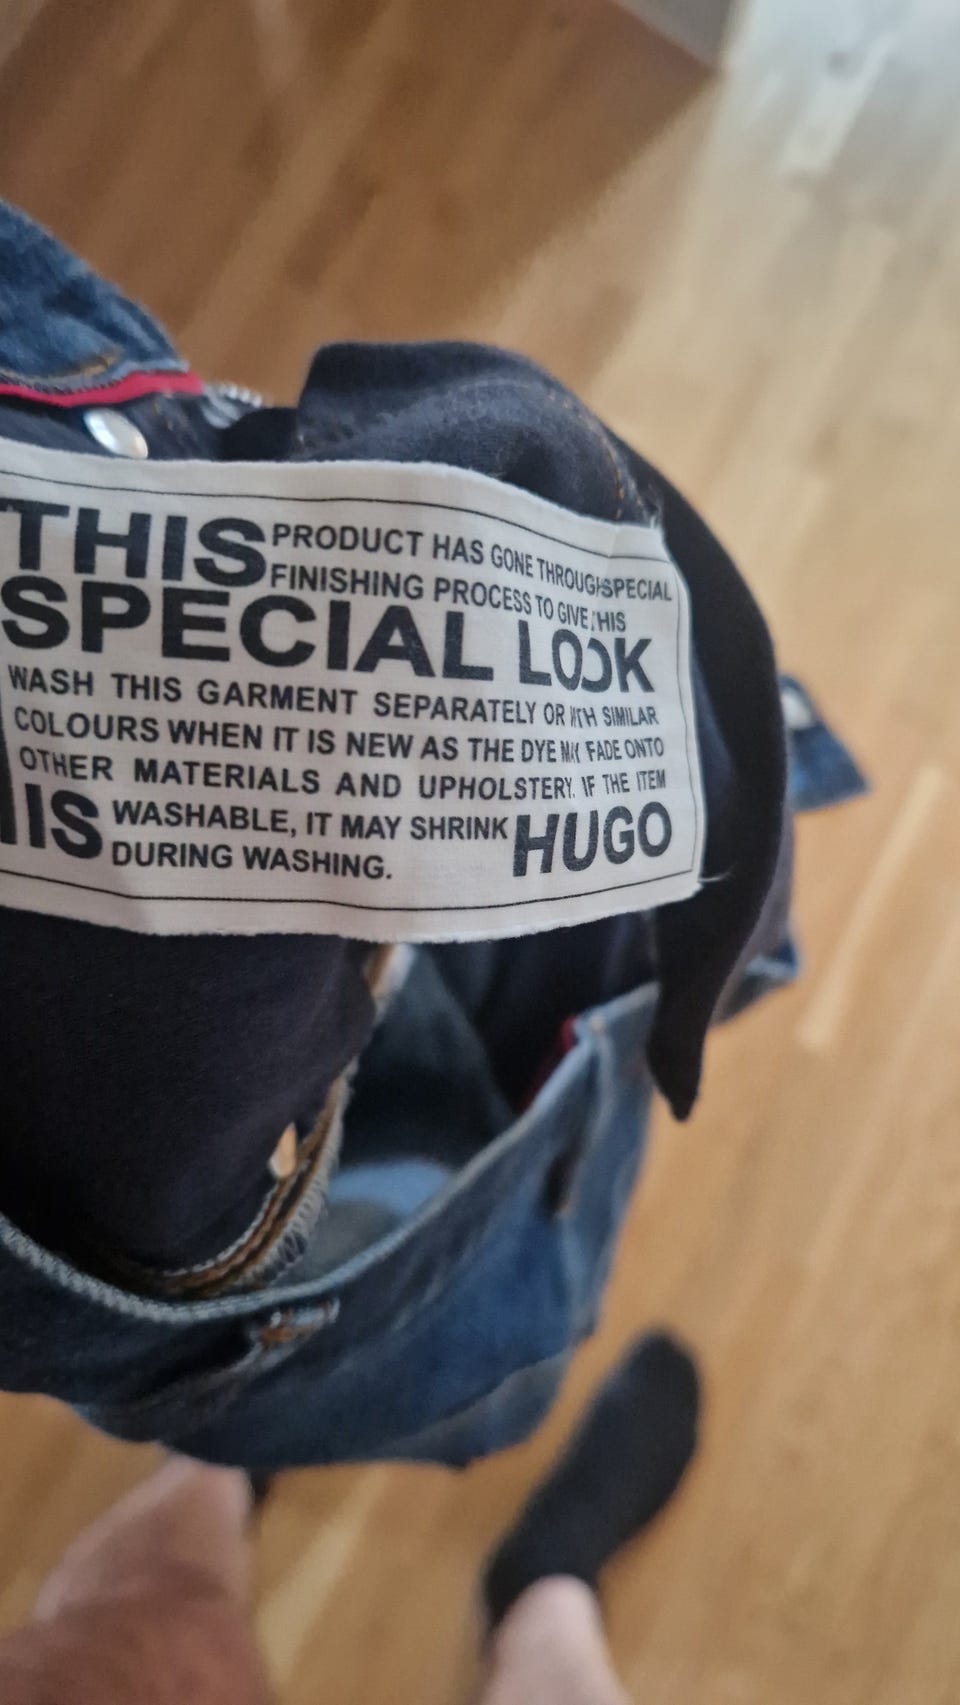 THIS PRODUCT HAS GONE THROUGH SPECIAL
FINISHING PROCESS TO GIVE THIS
SPECIAL LOOK
WASH THIS GARMENT SEPARATELY OR WITH SIMILAR
COLOURS WHEN IT IS NEW AS THE DYE MAY FADE ONTO
OTHER MATERIALS AND UPHOLSTERY. IF THE ITEM
IS WASHABLE, IT MAY SHRINK HUGO
DURING WASHING.